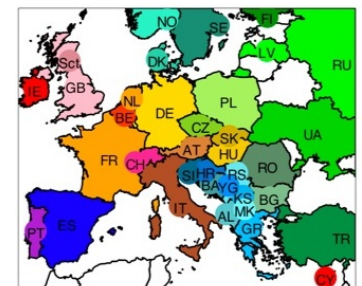 NO
SE
FI
Sct
DK
LV
RU
IE
GB
NL
BE
DE
PL
CZ
UA
FR
CH
AT
SK
HU
SI
HR
RS
RO
BA
YG
KS
BG
IT
AL
MK
GR
PT
ES
TR
CY